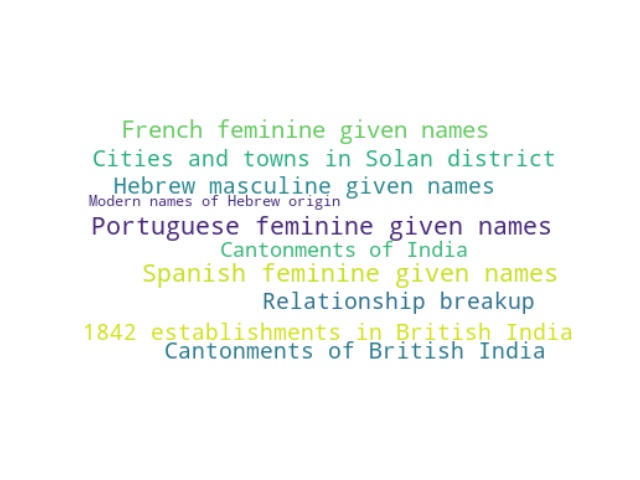 French feminine given names
Cities and towns in Solan district
Hebrew masculine given names
Modern names of Hebrew origin
Portuguese feminine given names
Cantonments of India
Spanish feminine given names
Relationship breakup
1842 establishments in British India
Cantonments of British India